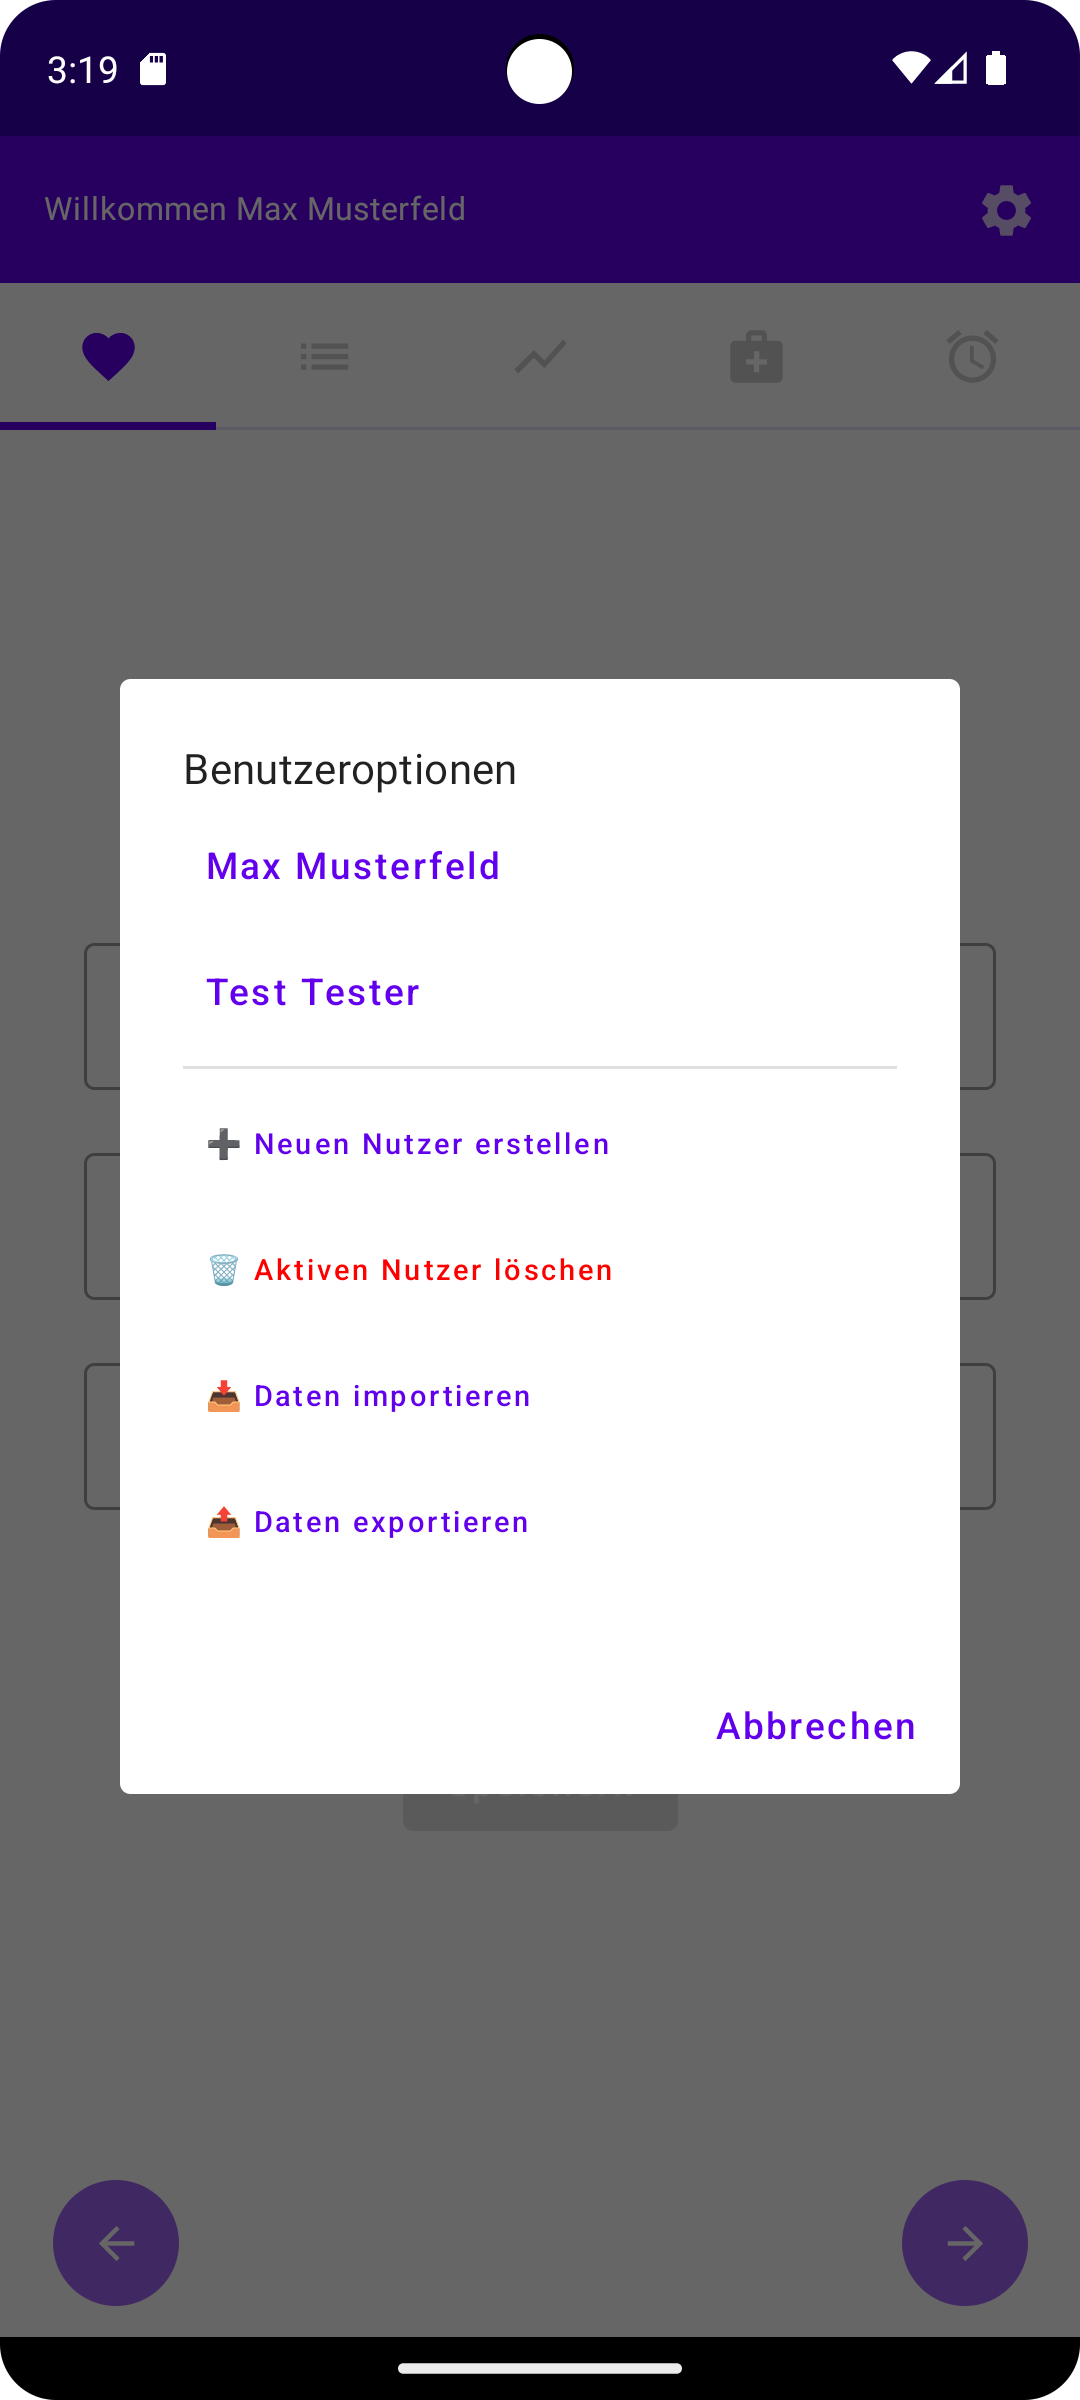 3:19
Willkommen Max Musterfeld
Benutzeroptionen
Max Musterfeld
Test Tester
➕ Neuen Nutzer erstellen
🗑️ Aktiven Nutzer löschen
📥 Daten importieren
📤 Daten exportieren
Abbrechen